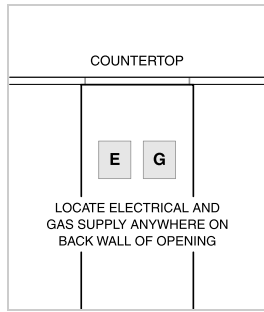 COUNTERTOP
E G
LOCATE ELECTRICAL AND
GAS SUPPLY ANYWHERE ON
BACK WALL OF OPENING